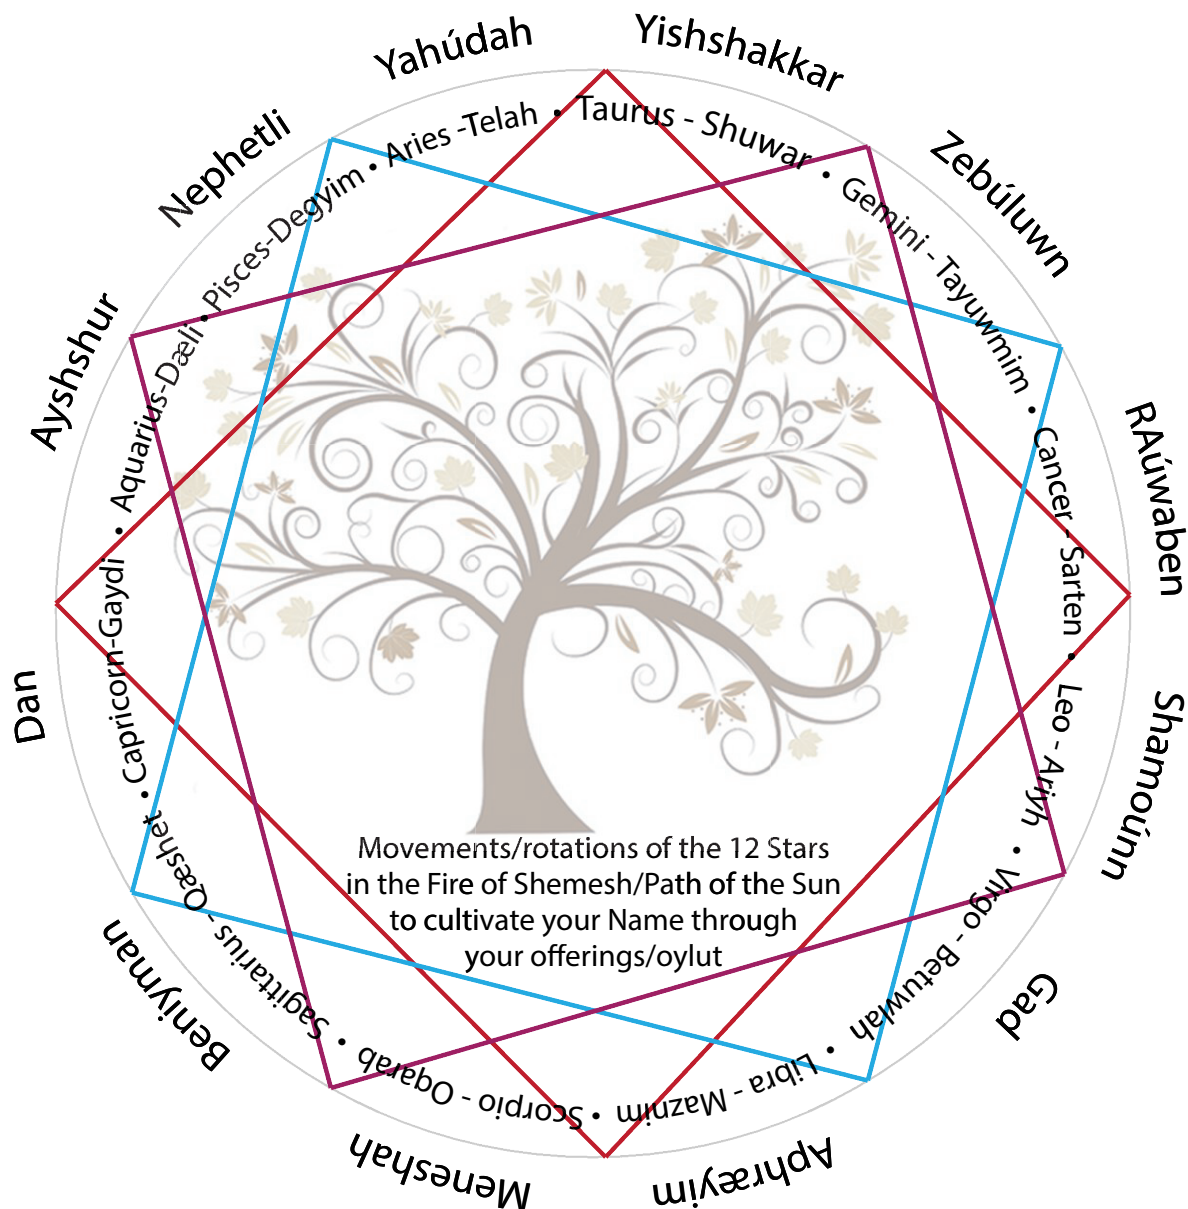 Yahúdah
Yishshakkar
Zebúluwn
RAúwaben
Shamoúnn
Gad
Aphræyim
Meneshah
Beniyman
Dan
Ayshshur
Nephetli
Aries -Telah •
Taurus - Shuwar •
Gemini - Tayuwmim •
Cancer - Sarten •
Leo - Ariyh •
Virgo - Betuwlah •
Libra - Maznim •
Scorpio - Oqarab •
Sagittarius - Qæshet •
Capricorn-Gaydi •
Aquarius-Dæli •
Pisces-Degyim •
Movements/rotations of the 12 Stars
in the Fire of Shemesh/Path of the Sun
to cultivate your Name through
your offerings/oylut